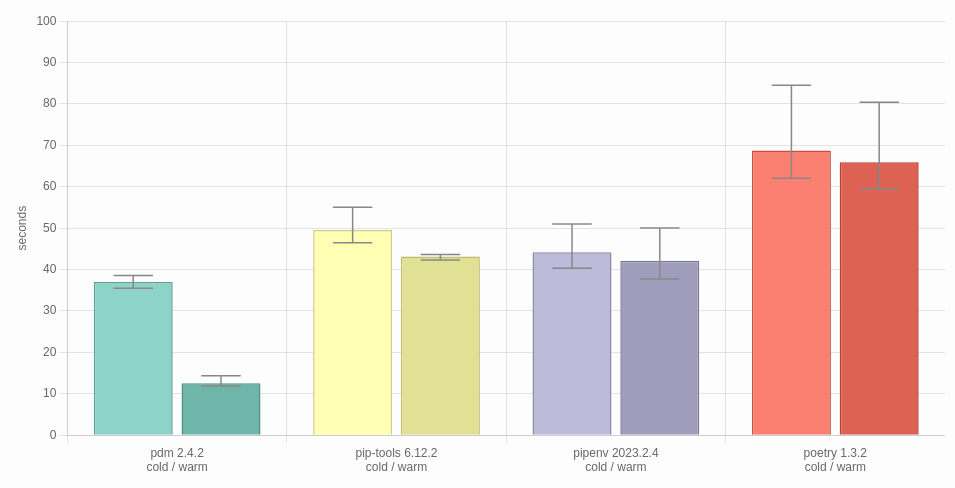 100
90
80
70
60
50
40
30
20
10
0
seconds
pdm 2.4.2
cold / warm
pip-tools 6.12.2
cold / warm
pipenv 2023.2.4
cold / warm
poetry 1.3.2
cold / warm